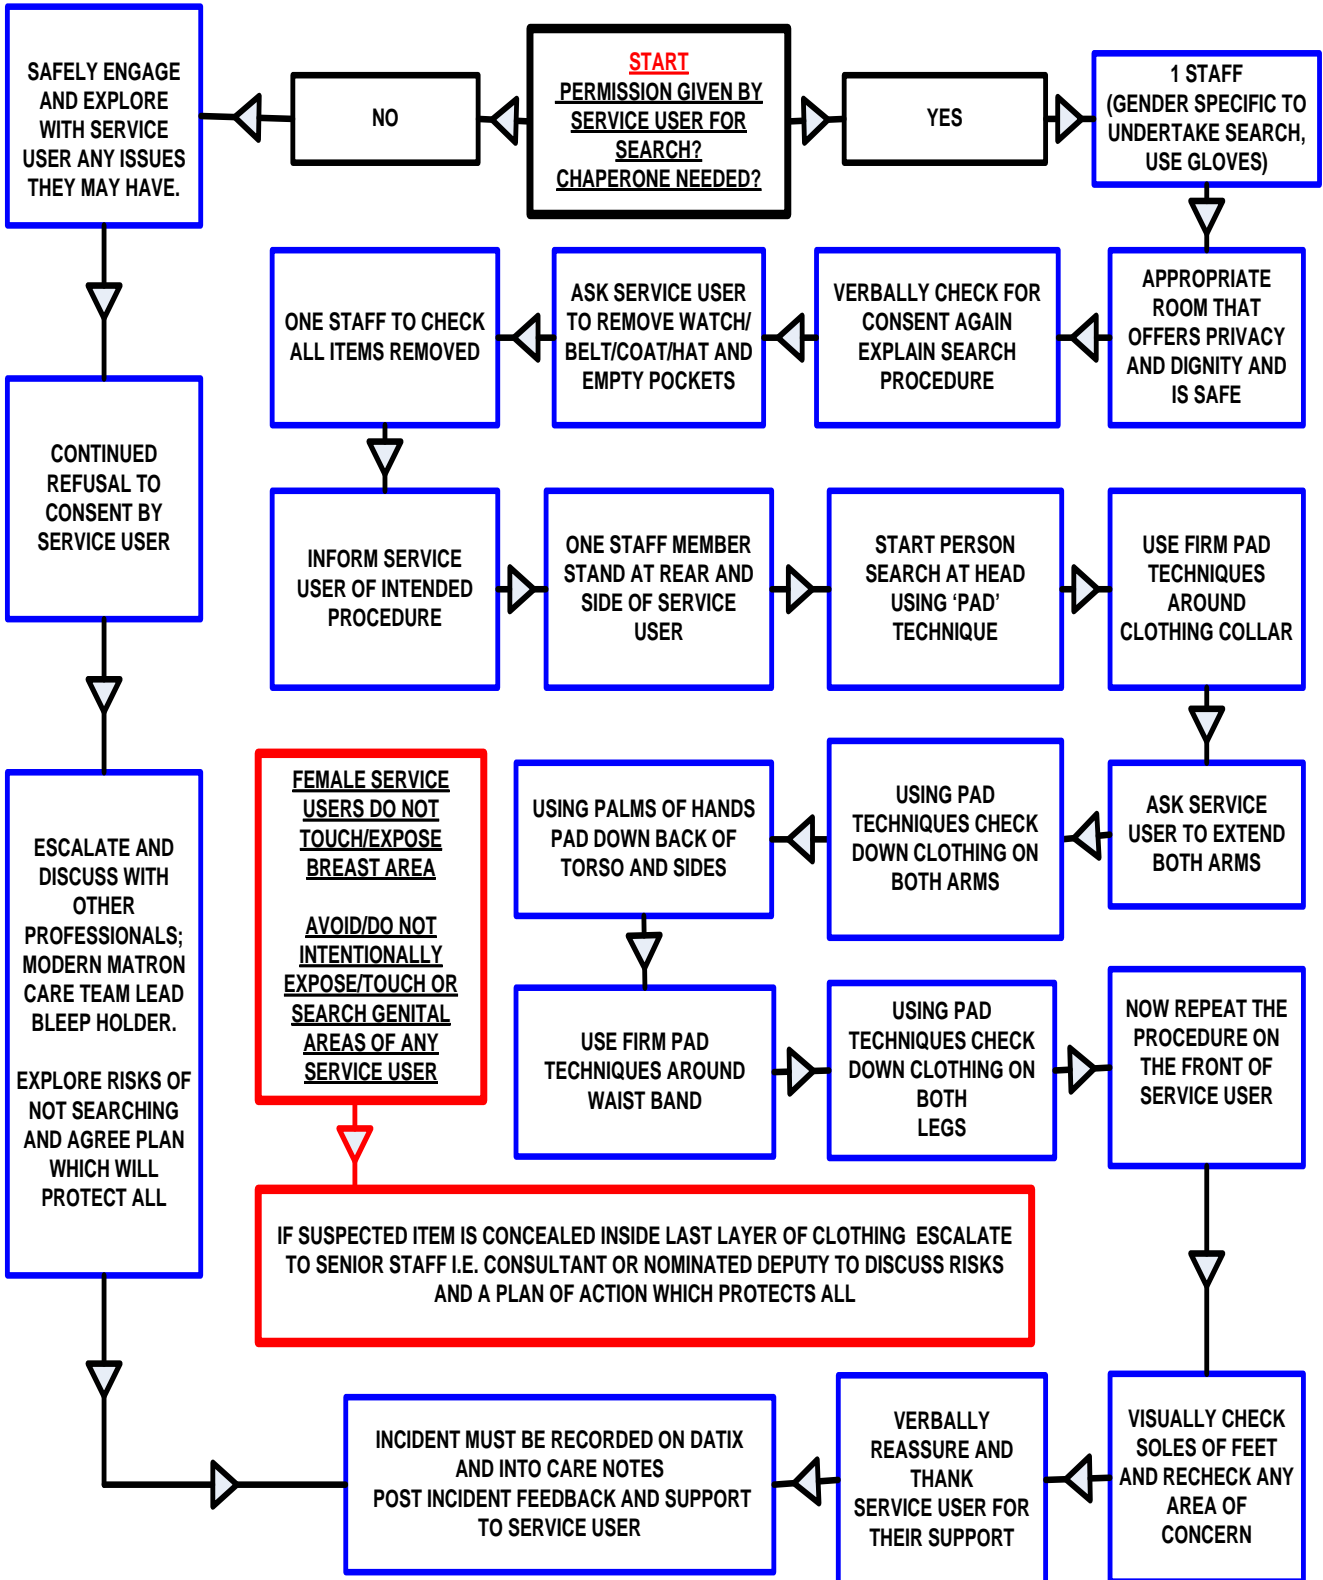 START
PERMISSION GIVEN BY
SERVICE USER FOR
SEARCH?
CHAPERONE NEEDED?
NO
SAFELY ENGAGE
AND EXPLORE
WITH SERVICE
USER ANY ISSUES
THEY MAY HAVE.
CONTINUED
REFUSAL TO
CONSENT BY
SERVICE USER
ESCALATE AND
DISCUSS WITH
OTHER
PROFESSIONALS;
MODERN MATRON
CARE TEAM LEAD
BLEEP HOLDER.
EXPLORE RISKS OF
NOT SEARCHING
AND AGREE PLAN
WHICH WILL
PROTECT ALL
YES
1 STAFF
(GENDER SPECIFIC TO
UNDERTAKE SEARCH,
USE GLOVES)
APPROPRIATE
ROOM THAT
OFFERS PRIVACY
AND DIGNITY AND
IS SAFE
VERBALLY CHECK FOR
CONSENT AGAIN
EXPLAIN SEARCH
PROCEDURE
ASK SERVICE USER
TO REMOVE WATCH/
BELT/COAT/HAT AND
EMPTY POCKETS
ONE STAFF TO CHECK
ALL ITEMS REMOVED
INFORM SERVICE
USER OF INTENDED
PROCEDURE
ONE STAFF MEMBER
STAND AT REAR AND
SIDE OF SERVICE
USER
START PERSON
SEARCH AT HEAD
USING ‘PAD’
TECHNIQUE
USE FIRM PAD
TECHNIQUES
AROUND
CLOTHING COLLAR
ASK SERVICE
USER TO EXTEND
BOTH ARMS
USING PAD
TECHNIQUES CHECK
DOWN CLOTHING ON
BOTH ARMS
USING PALMS OF HANDS
PAD DOWN BACK OF
TORSO AND SIDES
USE FIRM PAD
TECHNIQUES AROUND
WAIST BAND
USING PAD
TECHNIQUES CHECK
DOWN CLOTHING ON
BOTH
LEGS
NOW REPEAT THE
PROCEDURE ON
THE FRONT OF
SERVICE USER
FEMALE SERVICE
USERS DO NOT
TOUCH/EXPOSE
BREAST AREA
AVOID/DO NOT
INTENTIONALLY
EXPOSE/TOUCH OR
SEARCH GENITAL
AREAS OF ANY
SERVICE USER
IF SUSPECTED ITEM IS CONCEALED INSIDE LAST LAYER OF CLOTHING ESCALATE
TO SENIOR STAFF I.E. CONSULTANT OR NOMINATED DEPUTY TO DISCUSS RISKS
AND A PLAN OF ACTION WHICH PROTECTS ALL
VISUALLY CHECK
SOLES OF FEET
AND RECHECK ANY
AREA OF
CONCERN
VERBALLY
REASSURE AND
THANK
SERVICE USER FOR
THEIR SUPPORT
INCIDENT MUST BE RECORDED ON DATIX
AND INTO CARE NOTES
POST INCIDENT FEEDBACK AND SUPPORT
TO SERVICE USER